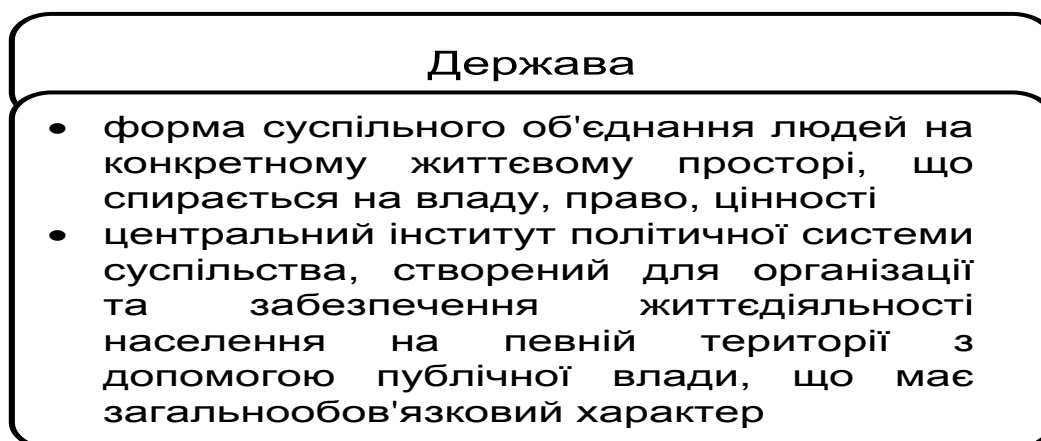 Держава
• форма суспільного об'єднання людей на
конкретному життєвому просторі, що
спирається на владу, право, цінності
• центральний інститут політичної системи
суспільства, створений для організації
та забезпечення життєдіяльності
населення на певній території з
допомогою публічної влади, що має
загальнообов'язковий характер